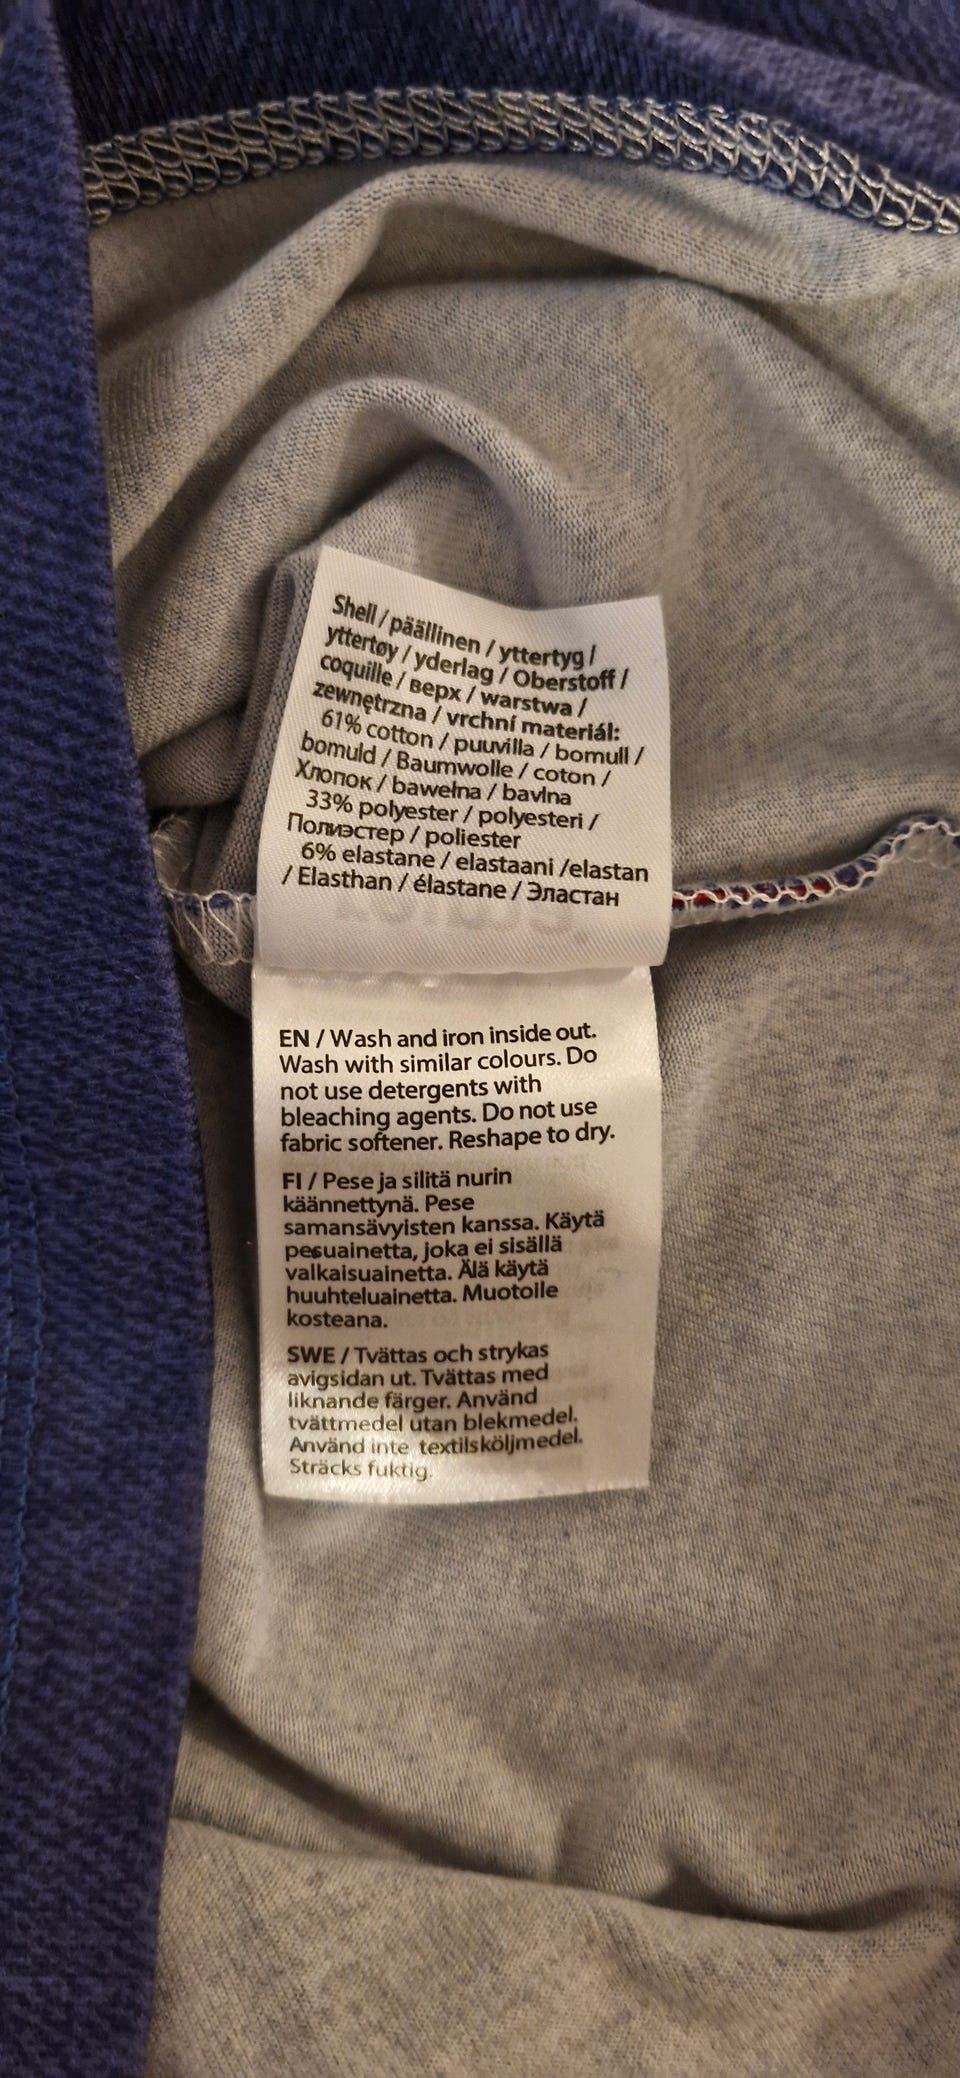 Shell / päällinen / yttertyg /
yttertøy / yderlag / Oberstoff /
coquille / верх / warstwa /
zewnętrzna / vrchní materiál:
61% cotton / puuvilla / bomull /
bomuld / Baumwolle / coton /
Хлопок / bawełna / bavlna
33% polyester / polyesteri /
Полиэстер / poliester
6% elastane / elastaani /elastan
/ Elasthan / élastane / Эластан
EN / Wash and iron inside out.
Wash with similar colours. Do
not use detergents with
bleaching agents. Do not use
fabric softener. Reshape to dry.
FI / Pese ja silitä nurin
käännettynä. Pese
samansävyisten kanssa. Käytä
pesuainetta, joka ei sisällä
valkaisuainetta. Älä käytä
huuhteluainetta. Muotoile
kosteana.
SWE / Tvättas och strykas
avigsidan ut. Tvättas med
liknande färger. Använd
tvättmedel utan blekmedel.
Använd inte textilsköljmedel.
Sträcks fuktig.